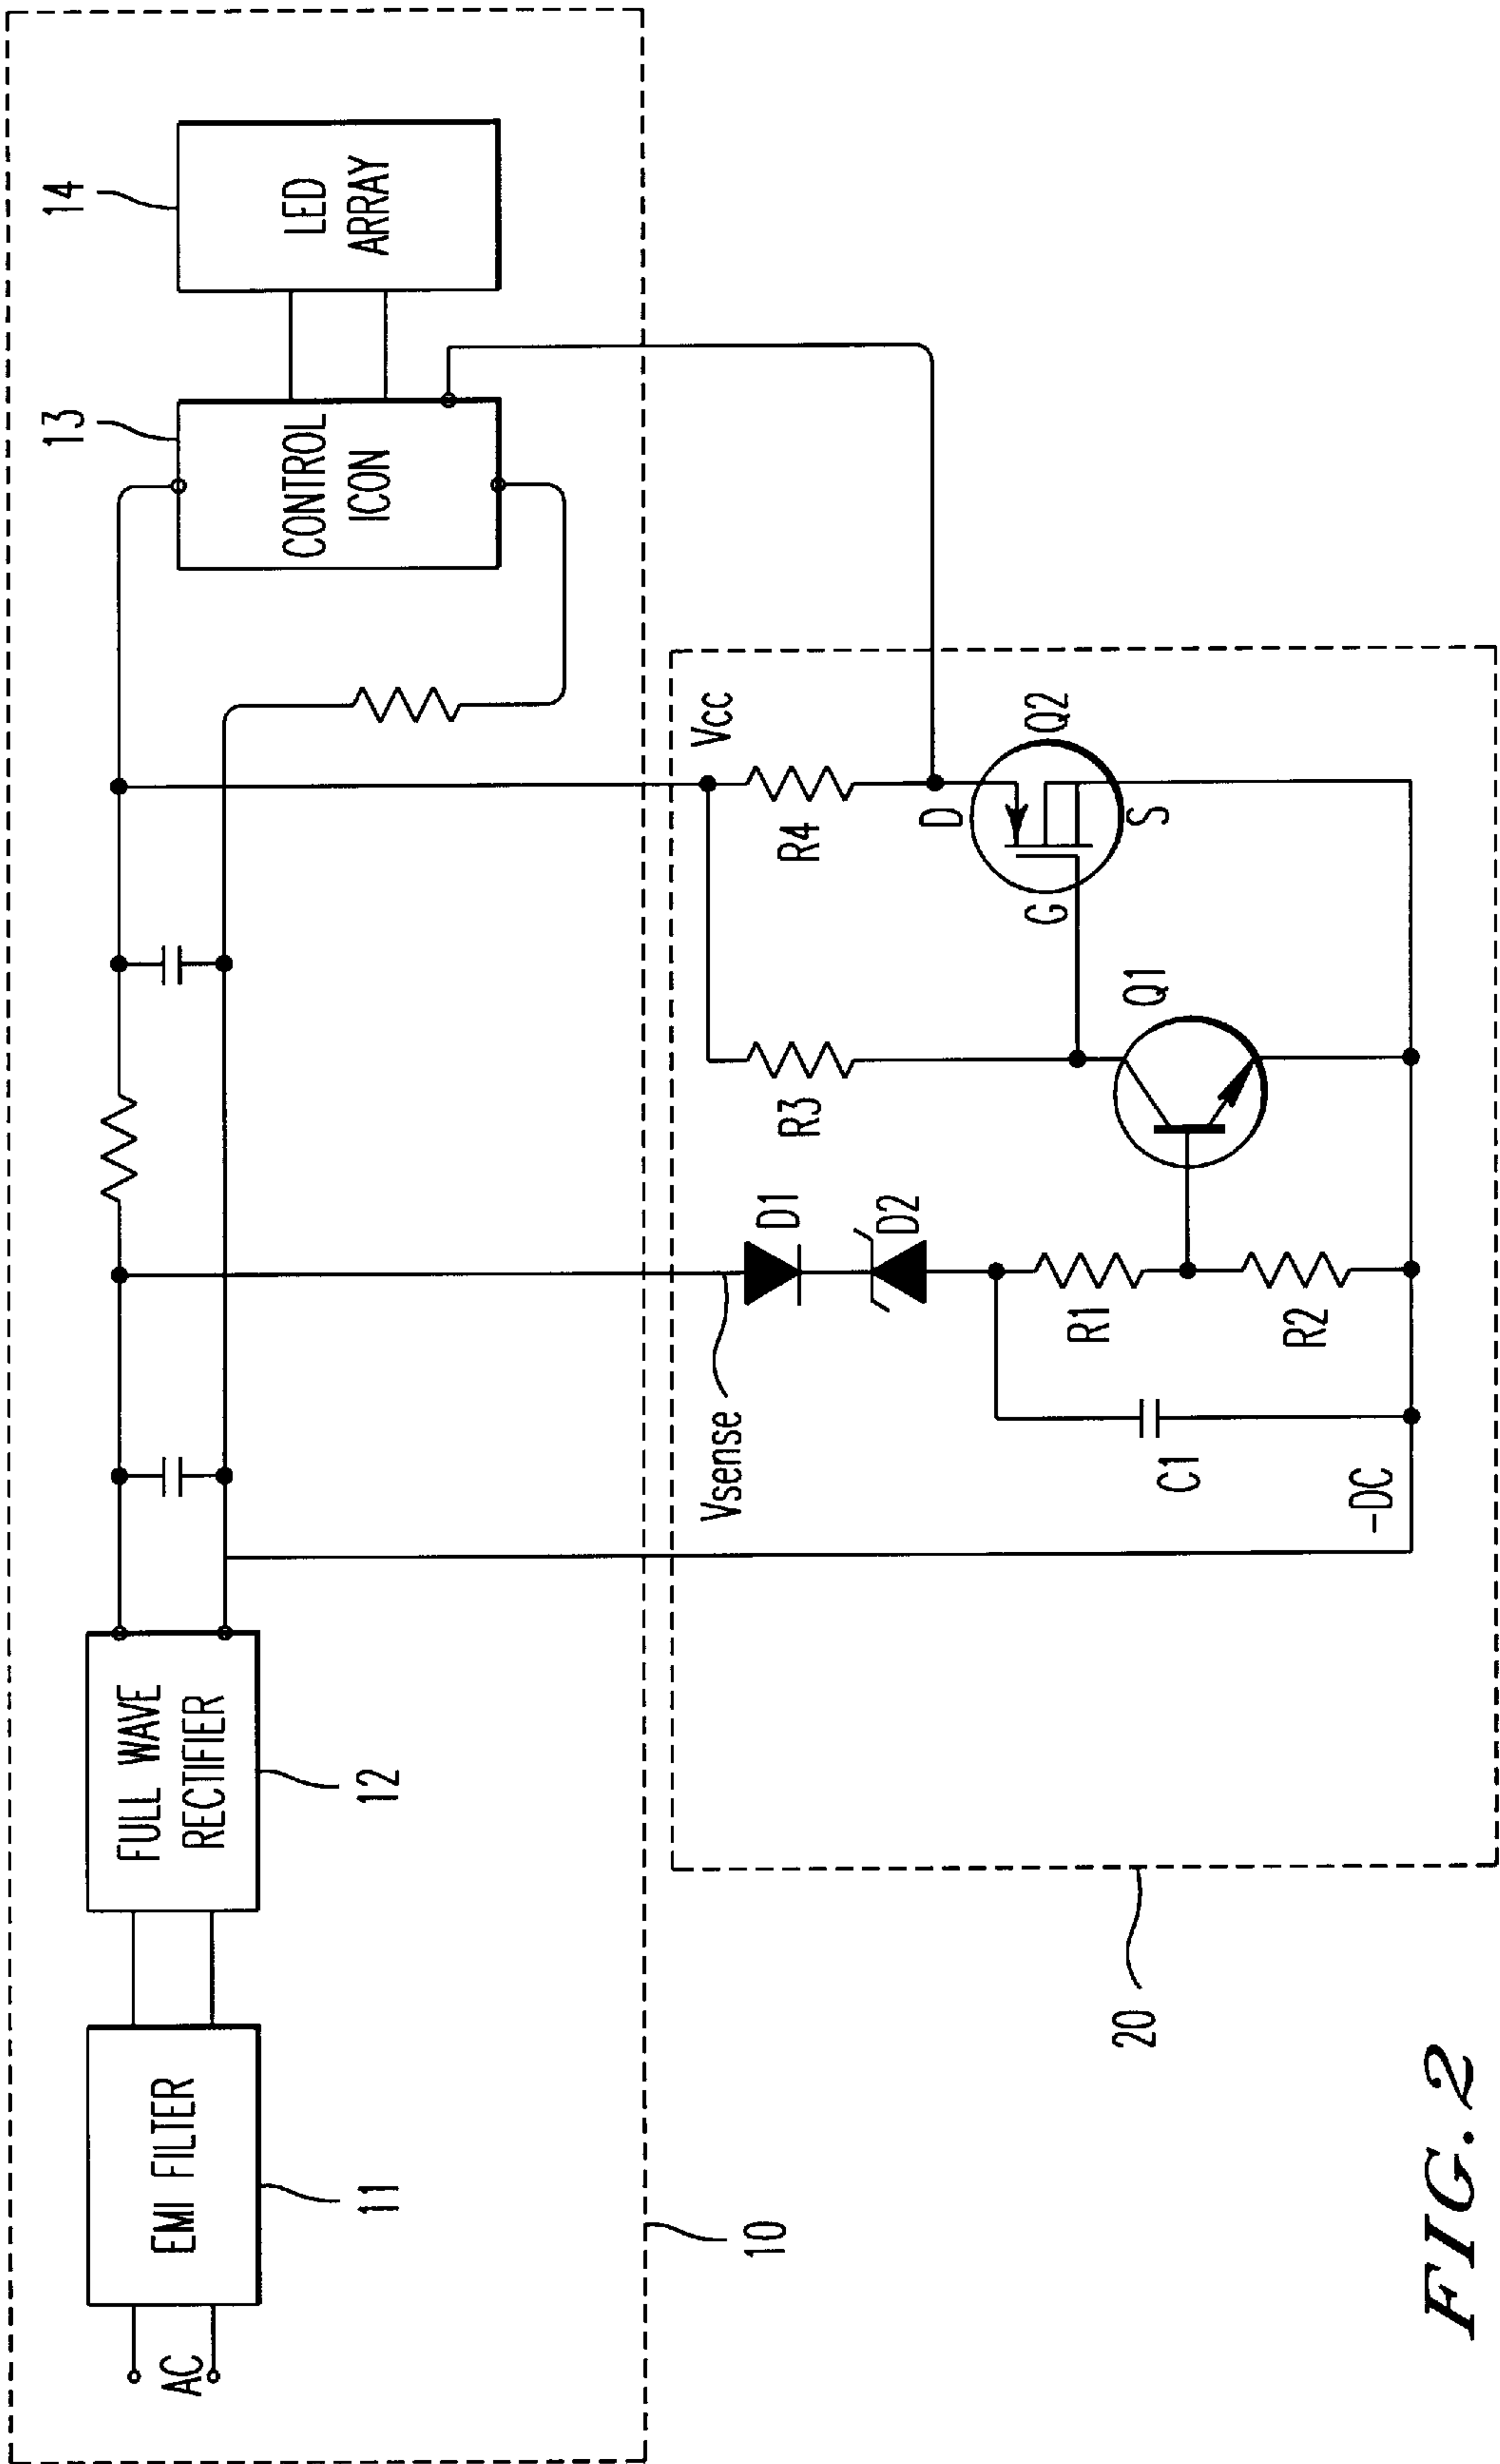 14
LED
ARRAY
13
CONTROL
ICON
FULL WAVE
RECTIFIER
12
EMI FILTER
11
AC
10
Vcc
R4
D
Q2
G
S
R3
Q1
D1
D2
R1
R2
Vsense
C1
-DC
20
FIG. 2